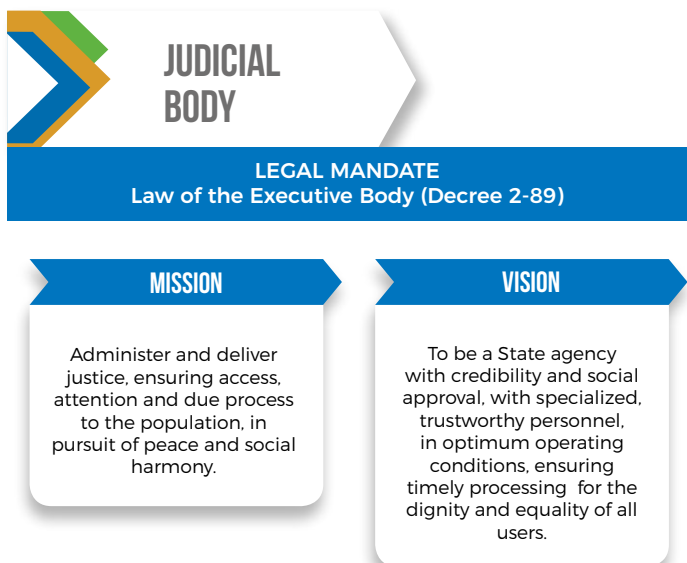 JUDICIAL
BODY
LEGAL MANDATE
Law of the Executive Body (Decree 2-89)
MISSION
Administer and deliver
justice, ensuring access,
attention and due process
to the population, in
pursuit of peace and social
harmony.
VISION
To be a State agency
with credibility and social
approval, with specialized,
trustworthy personnel,
in optimum operating
conditions, ensuring
timely processing  for the
dignity and equality of all
users.